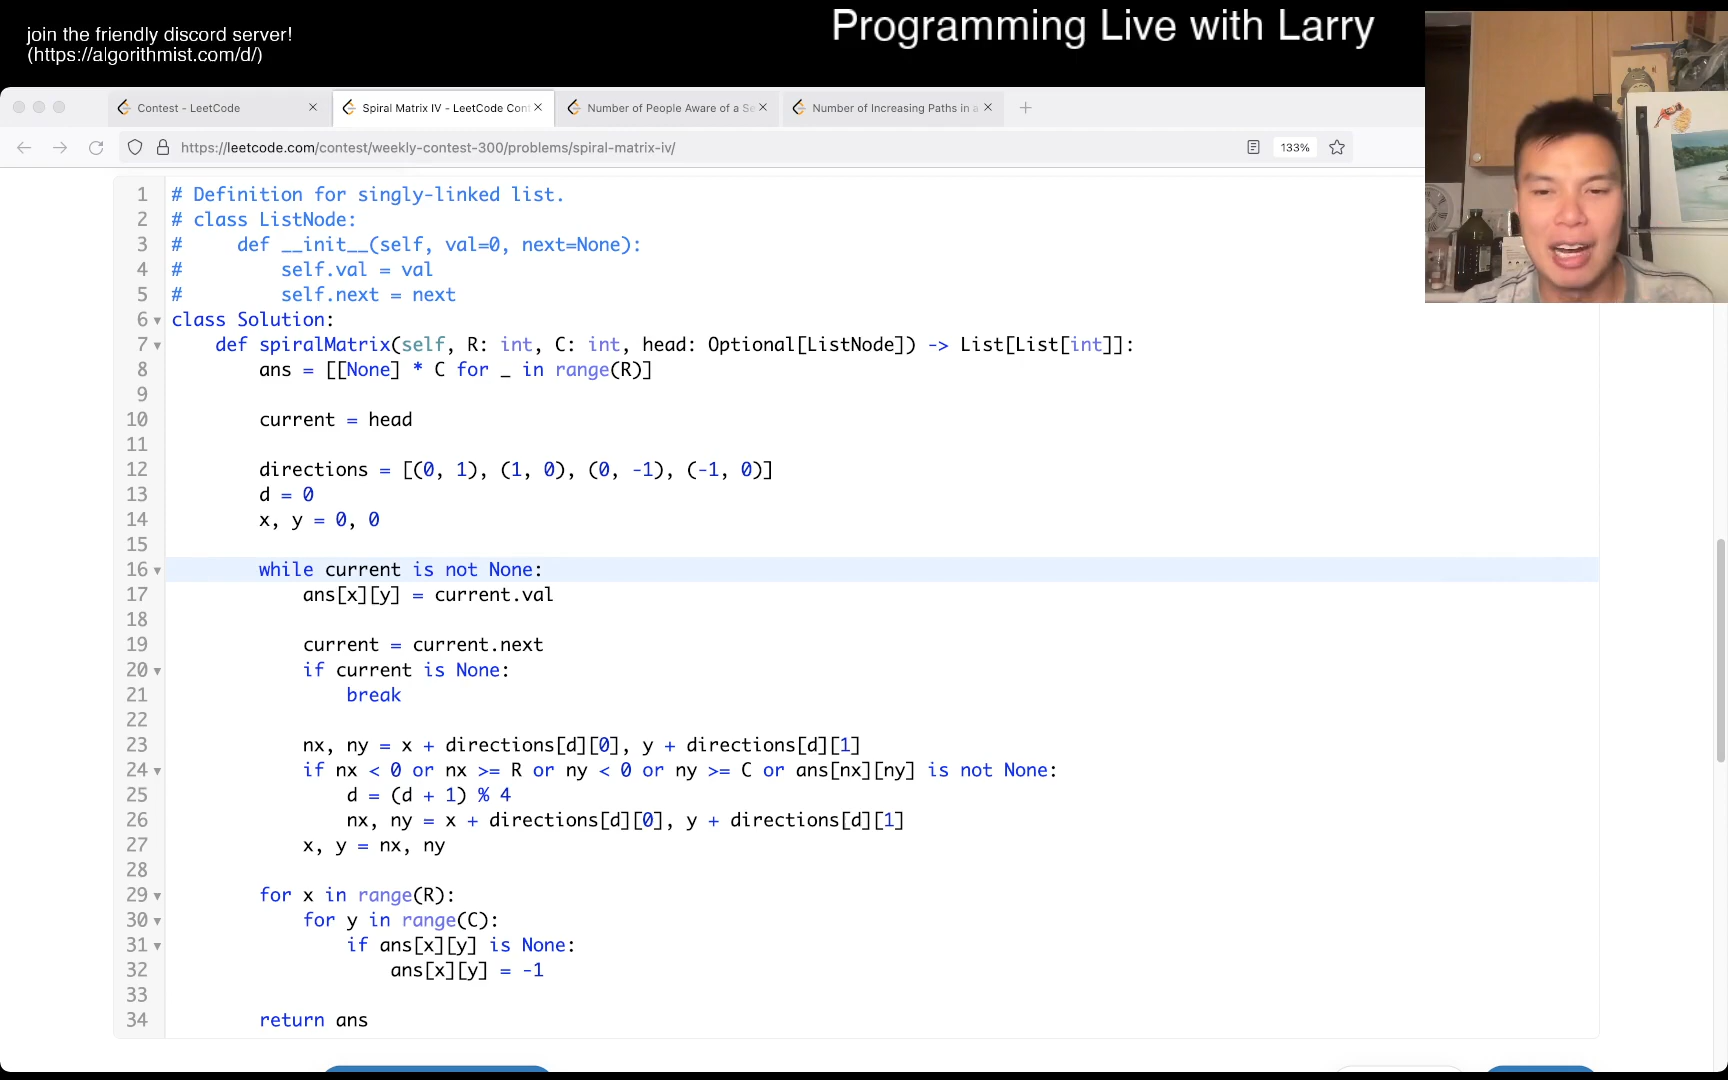 join the friendly discord server!
(https://algorithmist.com/d/)
Programming Live with Larry
Contest - LeetCode
Spiral Matrix IV - LeetCode Cont
Number of People Aware of a Se
Number of Increasing Paths in a
https://leetcode.com/contest/weekly-contest-300/problems/spiral-matrix-iv/
133%
1 # Definition for singly-linked list.
2 # class ListNode:
3 #     def __init__(self, val=0, next=None):
4 #         self.val = val
5 #         self.next = next
6 class Solution:
7     def spiralMatrix(self, R: int, C: int, head: Optional[ListNode]) -> List[List[int]]:
8         ans = [[None] * C for _ in range(R)]
9
10         current = head
11
12         directions = [(0, 1), (1, 0), (0, -1), (-1, 0)]
13         d = 0
14         x, y = 0, 0
15
16         while current is not None:
17             ans[x][y] = current.val
18
19             current = current.next
20             if current is None:
21                 break
22
23             nx, ny = x + directions[d][0], y + directions[d][1]
24             if nx < 0 or nx >= R or ny < 0 or ny >= C or ans[nx][ny] is not None:
25                 d = (d + 1) % 4
26                 nx, ny = x + directions[d][0], y + directions[d][1]
27             x, y = nx, ny
28
29         for x in range(R):
30             for y in range(C):
31                 if ans[x][y] is None:
32                     ans[x][y] = -1
33
34         return ans